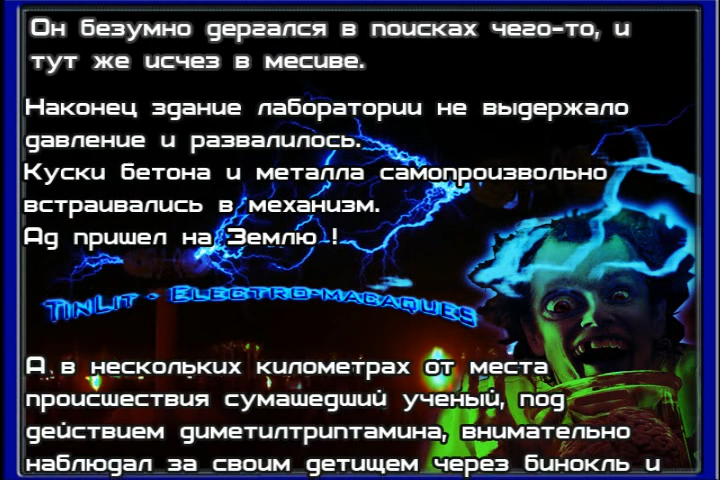 Он безумно дергался в поисках чего-то, и
тут же исчез в месиве.
Наконец здание лаборатории не выдержало
давление и развалилось.
Куски бетона и металла самопроизвольно
встраивались в механизм.
Ад пришел на Землю !
TinLit - Electro-macaques
А в нескольких километрах от места
происшествия сумашедший ученый, под
действием диметилтриптамина, внимательно
наблюдал за своим детищем через бинокль и